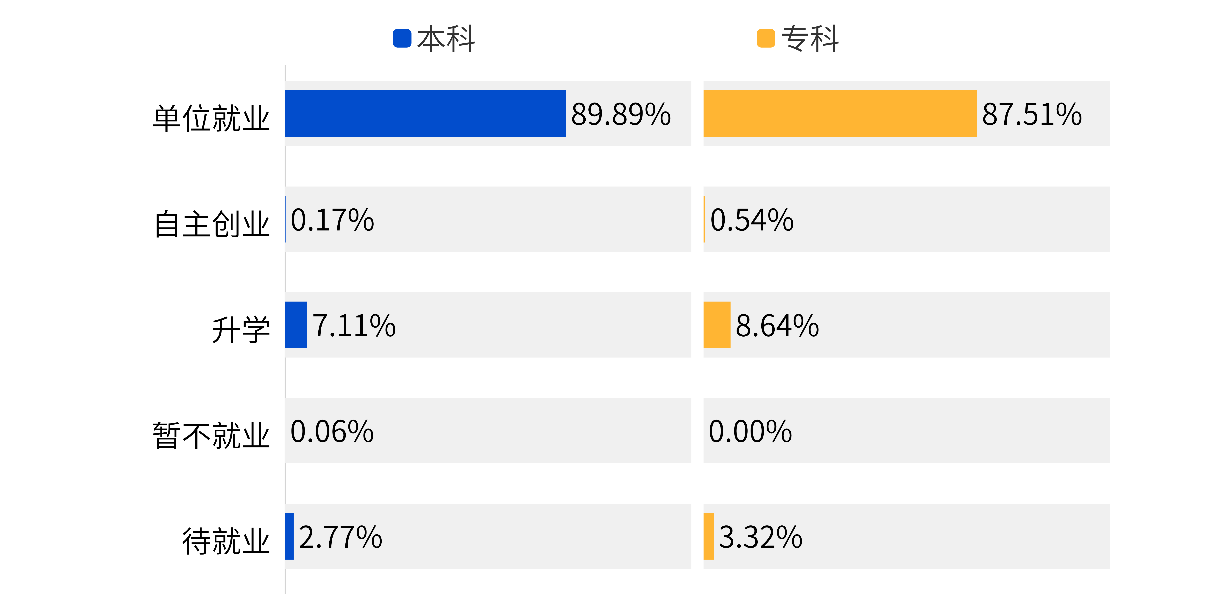 本科 专科
单位就业 89.89% 87.51%
自主创业 0.17% 0.54%
升学 7.11% 8.64%
暂不就业 0.06% 0.00%
待就业 2.77% 3.32%